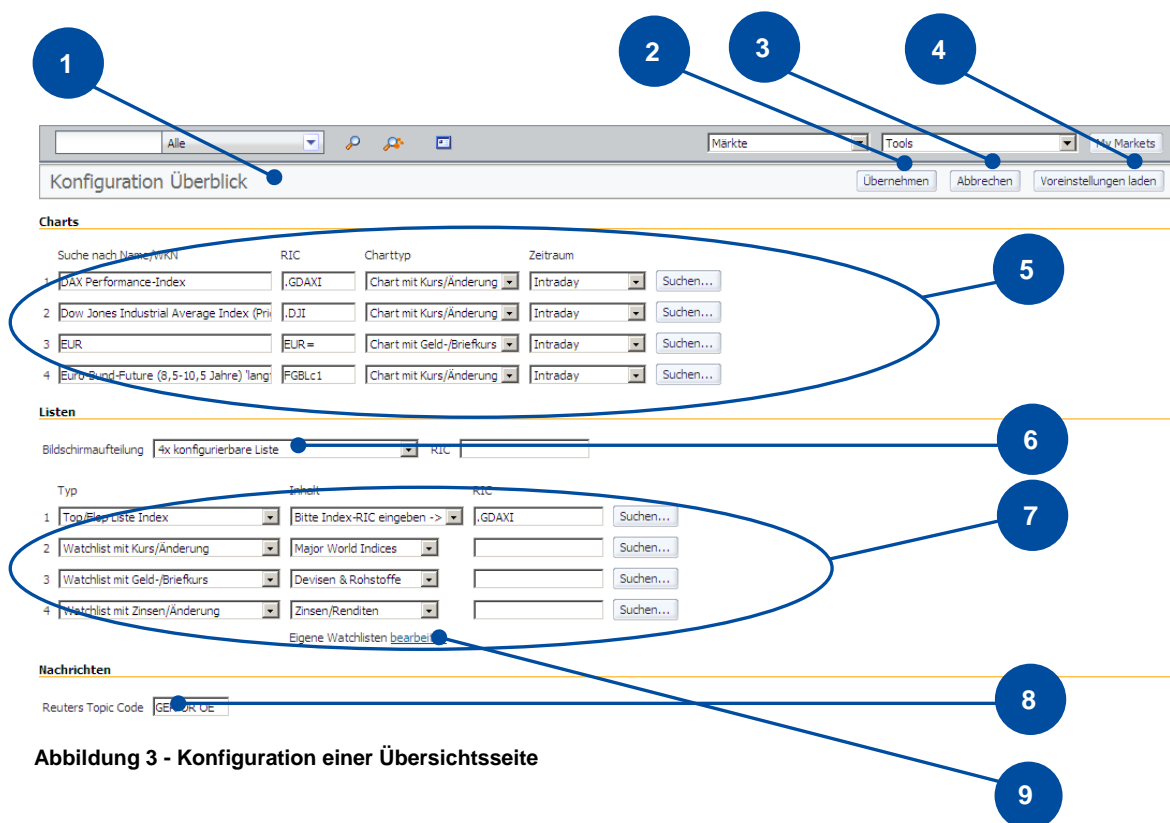 1
2
3
4
Alle
Märkte
Tools
My Markets
Konfiguration Überblick
Übernehmen
Abbrechen
Voreinstellungen laden
Charts
Suche nach Name/WKN RIC Charttyp Zeitraum
5
1 DAX Performance-Index .GDAXI Chart mit Kurs/Änderung Intraday Suchen...
2 Dow Jones Industrial Average Index (Pri .DJI Chart mit Kurs/Änderung Intraday Suchen...
3 EUR EUR= Chart mit Geld-/Briefkurs Intraday Suchen...
4 Euro-Bund-Future (8,5-10,5 Jahre) 'lang FGBLc1 Chart mit Kurs/Änderung Intraday Suchen...
Listen
Bildschirmaufteilung 4x konfigurierbare Liste RIC
6
Typ Inhalt RIC
7
1 Top/Flop Liste Index Bitte Index-RIC eingeben -> .GDAXI Suchen...
2 Watchlist mit Kurs/Änderung Major World Indices Suchen...
3 Watchlist mit Geld-/Briefkurs Devisen & Rohstoffe Suchen...
4 Watchlist mit Zinsen/Änderung Zinsen/Renditen Suchen...
Eigene Watchlisten
Nachrichten
Reuters Topic Code OE
8
Abbildung 3 - Konfiguration einer Übersichtsseite
9